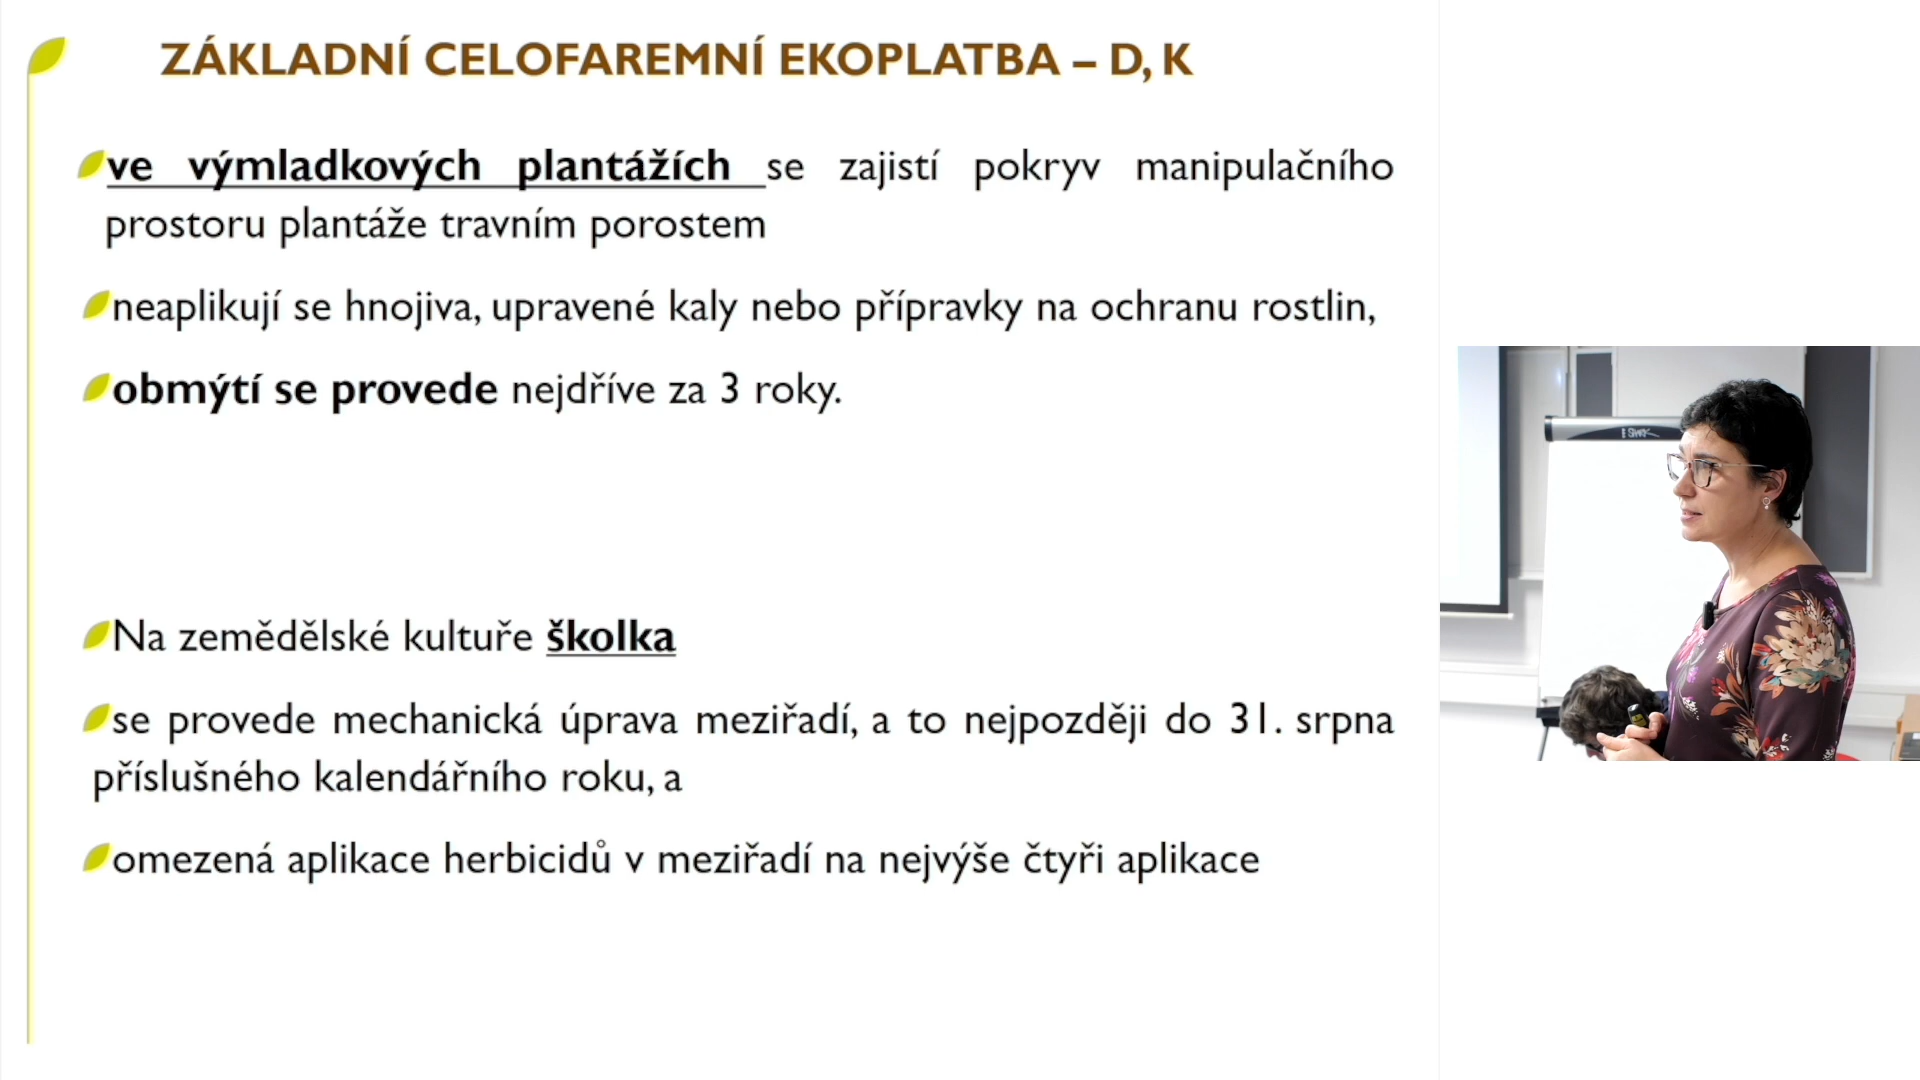 ZÁKLADNÍ CELOFAREMNÍ EKOPLATBA – D, K
ve výmladkových plantážích se zajistí pokryv manipulačního
prostoru plantáže travním porostem
neaplikují se hnojiva, upravené kaly nebo přípravky na ochranu rostlin,
obmýtí se provede nejdříve za 3 roky.
Na zemědělské kultuře školka
se provede mechanická úprava meziřadí, a to nejpozději do 31. srpna
příslušného kalendářního roku, a
omezená aplikace herbicidů v meziřadí na nejvýše čtyři aplikace